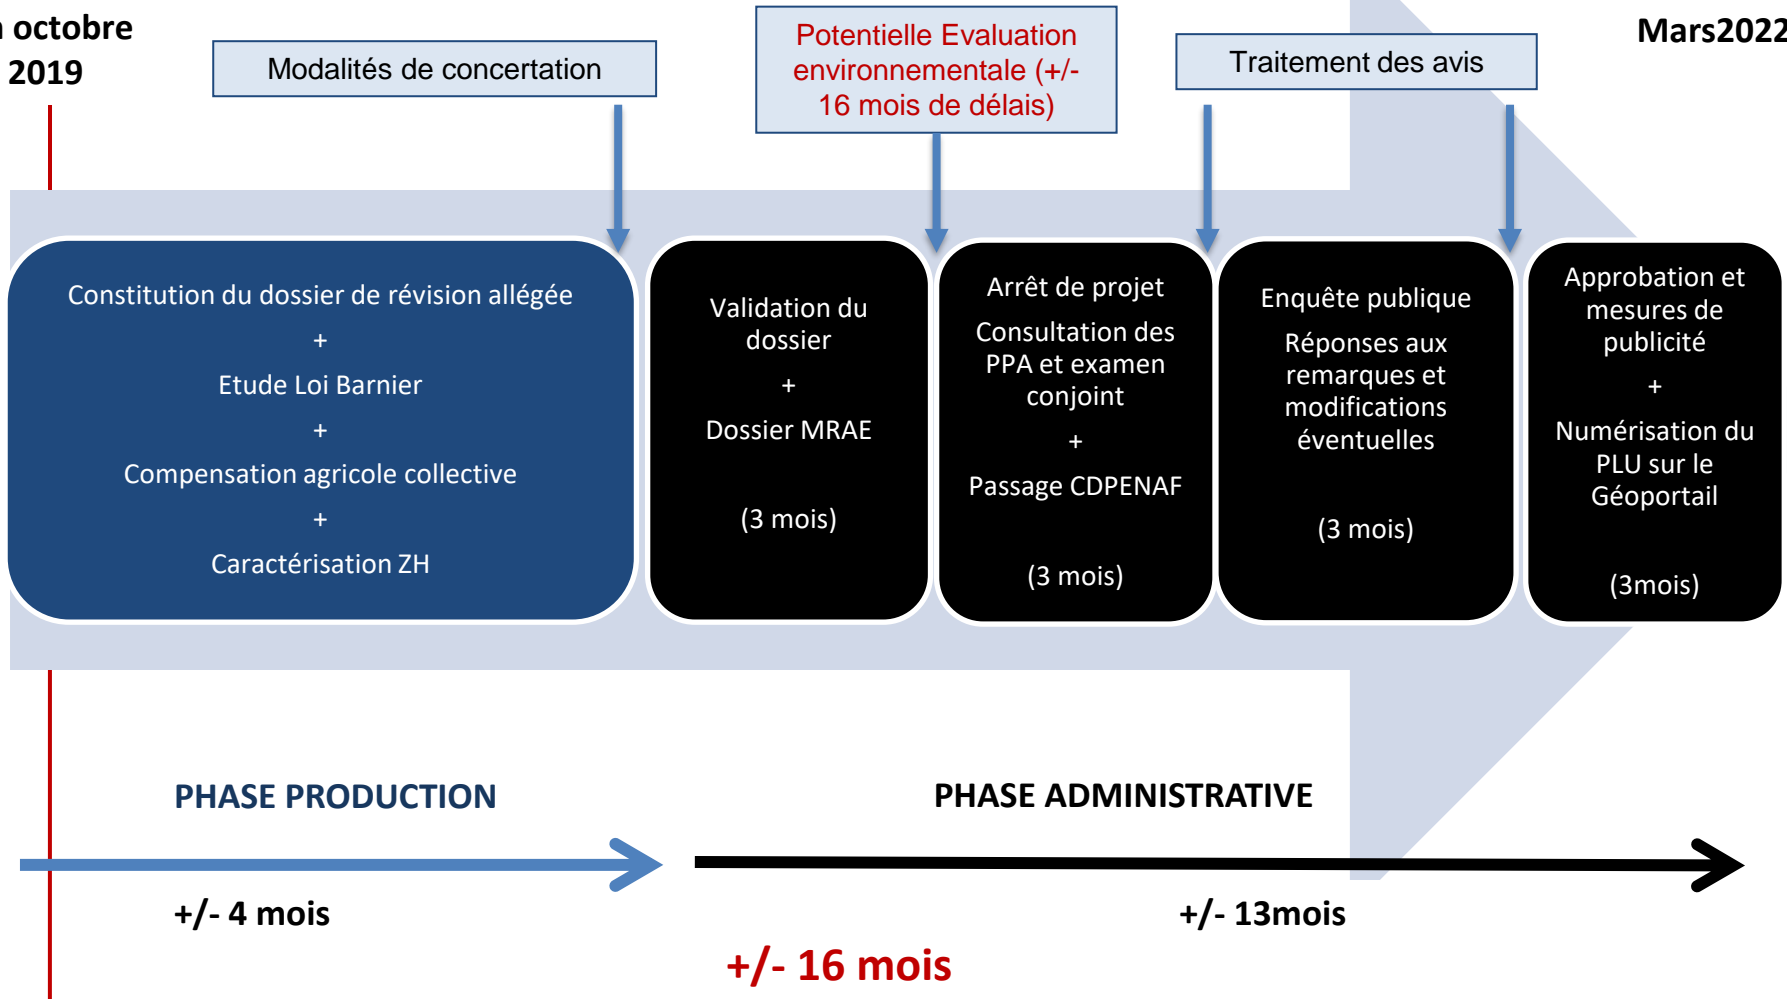 octobre
2019
Modalités de concertation
Potentielle Evaluation
environnementale (+/-
16 mois de délais)
Traitement des avis
Mars2022
Constitution du dossier de révision allégée
+
Etude Loi Barnier
+
Compensation agricole collective
+
Caractérisation ZH
Validation du
dossier
+
Dossier MRAE
(3 mois)
Arrêt de projet
Consultation des
PPA et examen
conjoint
+
Passage CDPENAF
(3 mois)
Enquête publique
Réponses aux
remarques et
modifications
éventuelles
(3 mois)
Approbation et
mesures de
publicité
+
Numérisation du
PLU sur le
Géoportail
(3mois)
PHASE PRODUCTION
PHASE ADMINISTRATIVE
+/- 4 mois
+/- 13mois
+/- 16 mois